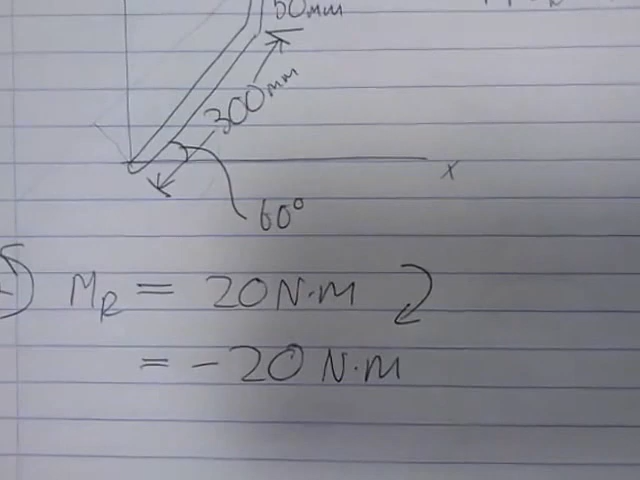 50mm
300mm
x
60°
M_R = 20 N·m ↷
= -20 N·m